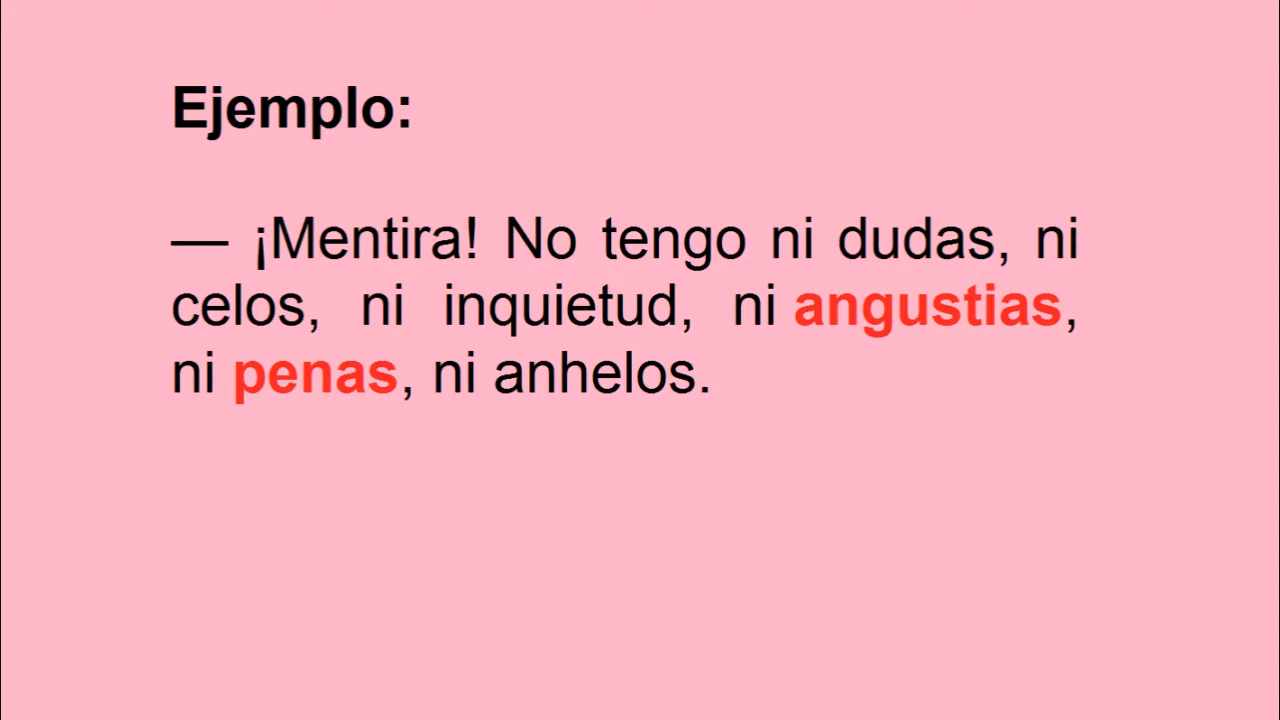 Ejemplo:
— ¡Mentira! No tengo ni dudas, ni
celos, ni inquietud, ni angustias,
ni penas, ni anhelos.